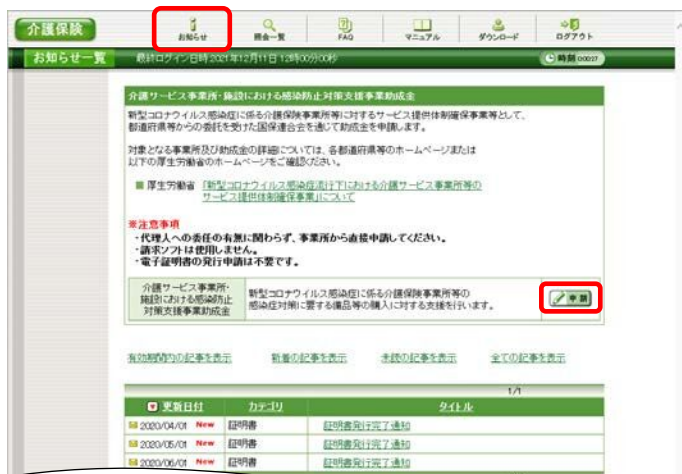 介護保険
お知らせ
照会一覧
FAQ
マニュアル
ダウンロード
ログアウト
お知らせ一覧
最終ログイン日時 2021年12月11日 12時00分00秒
時刻 00:27
介護サービス事業所・施設における感染防止対策支援事業助成金
新型コロナウイルス感染症に係る介護保険事業所等に対するサービス提供体制確保事業等として、
都道府県等からの委託を受けた国保連合会を通じて助成金を申請します。
対象となる事業所及び助成金の詳細については、各都道府県等のホームページまたは
以下の厚生労働省のホームページをご確認ください。
■ 厚生労働省 「新型コロナウイルス感染症流行下における介護サービス事業所等の
サービス提供体制確保事業」について
※注意事項
・代理人への委任の有無に関わらず、事業所から直接申請してください。
・請求ソフトは使用しません。
・電子証明書の発行申請は不要です。
介護サービス事業所・
施設における感染防止
対策支援事業助成金
新型コロナウイルス感染症に係る介護保険事業所等の
感染症対策に要する備品等の購入に対する支援を行います。
申請
有効期間内の記事を表示
新着の記事を表示
未読の記事を表示
全ての記事を表示
1/1
更新日付 カテゴリ タイトル
2020/04/01 New 証明書 証明書発行完了通知
2020/05/01 New 証明書 証明書発行完了通知
2020/06/01 New 証明書 証明書発行完了通知